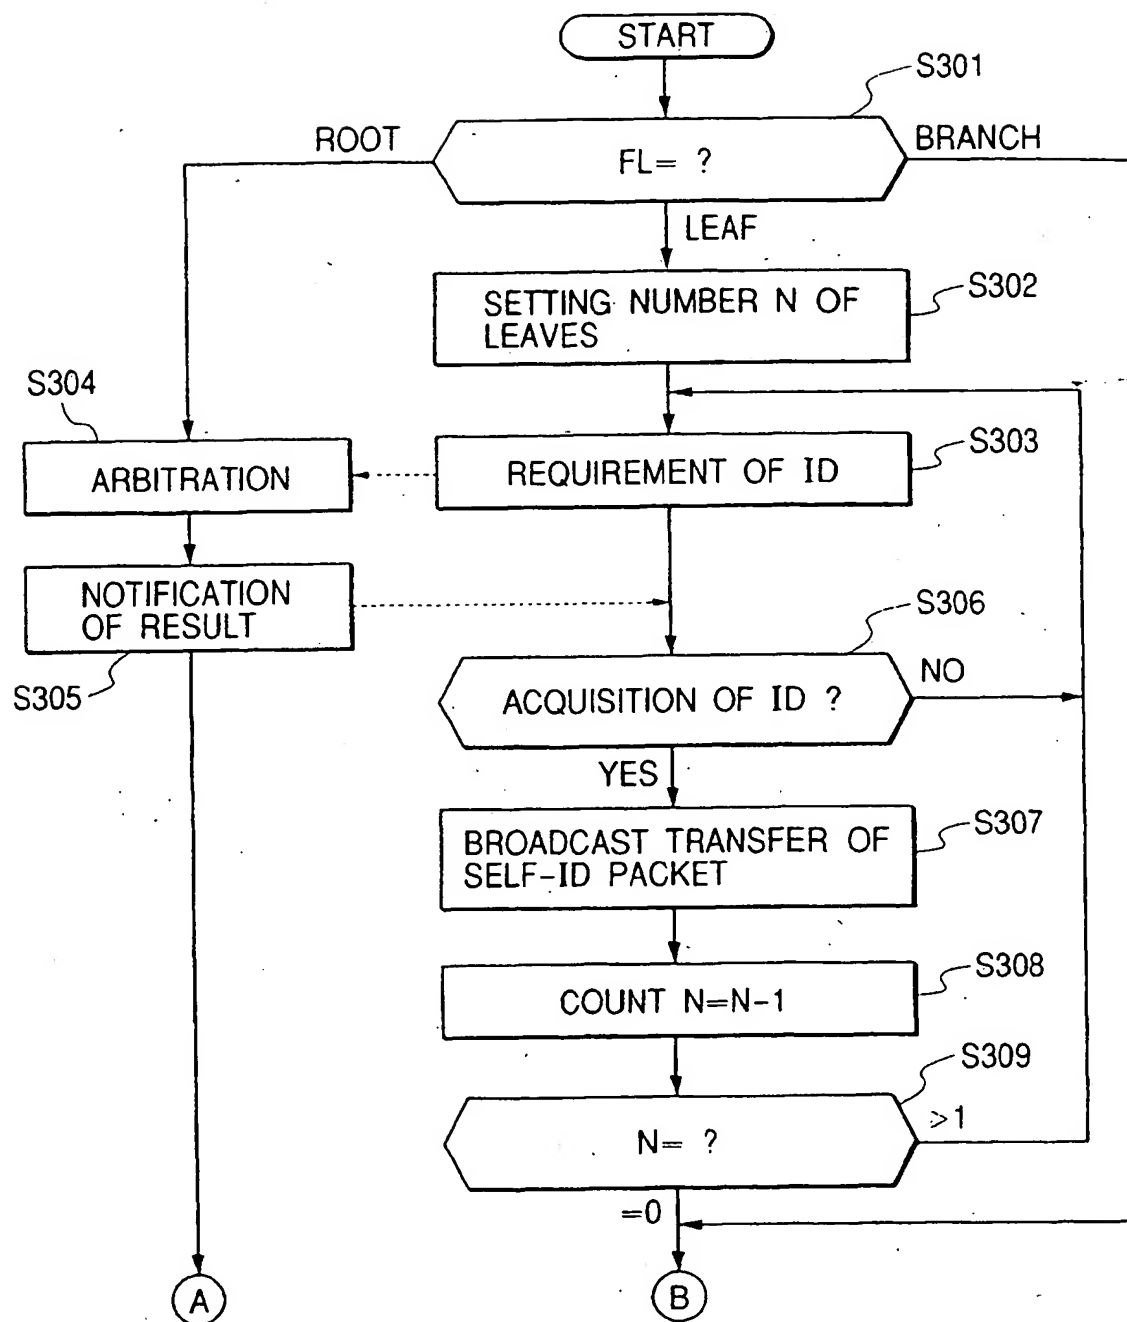 START
S301
ROOT
BRANCH
FL= ?
LEAF
S302
SETTING NUMBER N OF
LEAVES
S304
S303
ARBITRATION
REQUIREMENT OF ID
NOTIFICATION
OF RESULT
S306
S305
NO
ACQUISITION OF ID ?
YES
S307
BROADCAST TRANSFER OF
SELF-ID PACKET
S308
COUNT N=N-1
S309
≥1
N= ?
=0
A
B